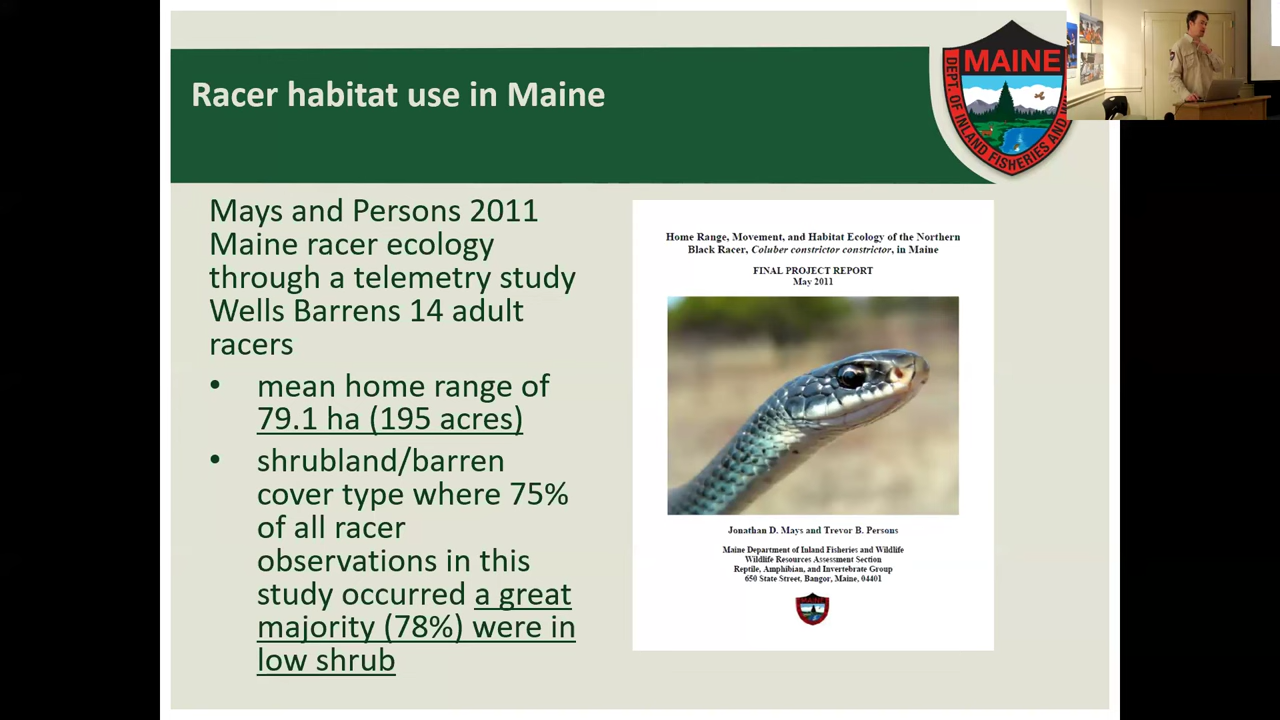 Racer habitat use in Maine
MAINE
DEPT. OF INLAND FISHERIES AND
Mays and Persons 2011
Maine racer ecology
through a telemetry study
Wells Barrens 14 adult
racers
• mean home range of
79.1 ha (195 acres)
• shrubland/barren
cover type where 75%
of all racer
observations in this
study occurred a great
majority (78%) were in
low shrub
Home Range, Movement, and Habitat Ecology of the Northern
Black Racer, Coluber constrictor constrictor, in Maine
FINAL PROJECT REPORT
May 2011
Jonathan D. Mays and Trevor B. Persons
Maine Department of Inland Fisheries and Wildlife
Wildlife Resources Assessment Section
Reptile, Amphibian, and Invertebrate Group
650 State Street, Bangor, Maine, 04401
MAINE